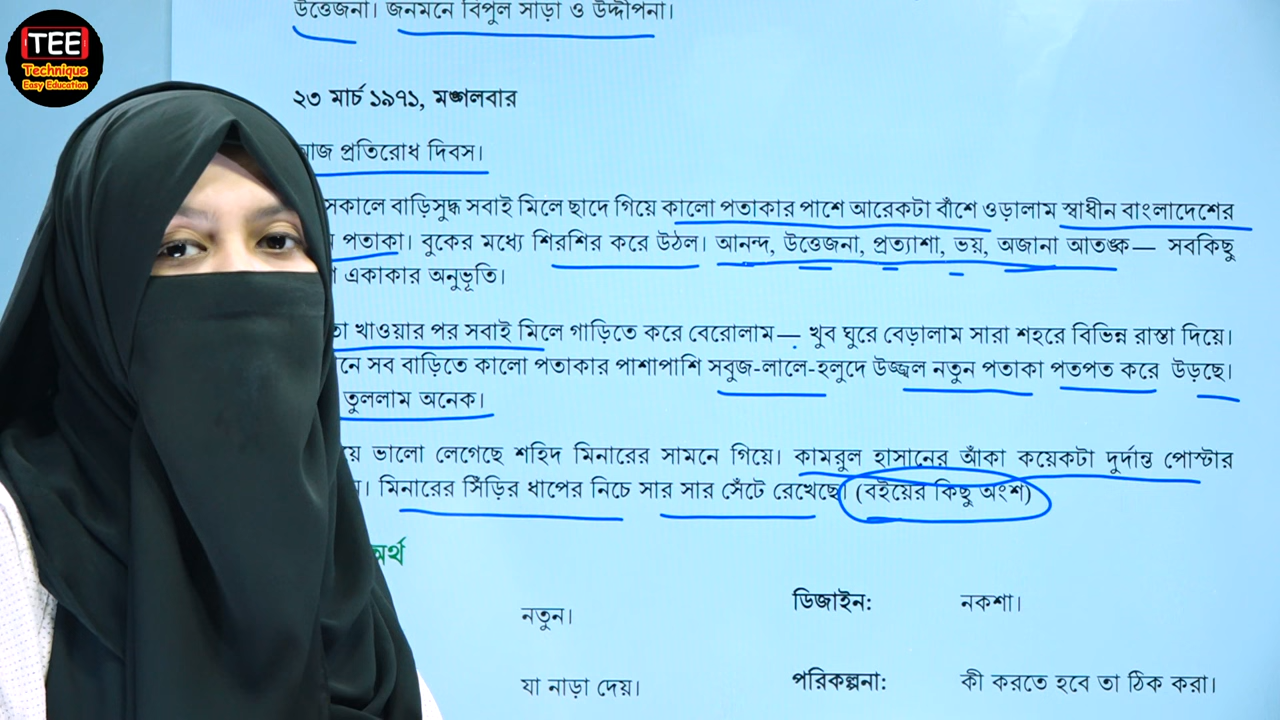 TEE
Technique
Easy Education
উত্তেজনা। জনমনে বিপুল সাড়া ও উদ্দীপনা।
২৩ মার্চ ১৯৭১, মঙ্গলবার
আজ প্রতিরোধ দিবস।
সকালে বাড়িসুদ্ধ সবাই মিলে ছাদে গিয়ে কালো পতাকার পাশে আরেকটা বাঁশে ওড়ালাম স্বাধীন বাংলাদেশের
পতাকা। বুকের মধ্যে শিরশির করে উঠল। আনন্দ, উত্তেজনা, প্রত্যাশা, ভয়, অজানা আতঙ্ক— সবকিছু
একাকার অনুভূতি।
খাওয়ার পর সবাই মিলে গাড়িতে করে বেরোলাম— খুব ঘুরে বেড়ালাম সারা শহরে বিভিন্ন রাস্তা দিয়ে।
সব বাড়িতে কালো পতাকার পাশাপাশি সবুজ-লালে-হলুদে উজ্জ্বল নতুন পতাকা পতপত করে উড়ছে।
তুললাম অনেক।
ভালো লেগেছে শহিদ মিনারের সামনে গিয়ে। কামরুল হাসানের আঁকা কয়েকটা দুর্দান্ত পোস্টার
মিনারের সিঁড়ির ধাপের নিচে সার সার সেঁটে রেখেছে। (বইয়ের কিছু অংশ)
অর্থ
নতুন। ডিজাইন: নকশা।
যা নাড়া দেয়। পরিকল্পনা: কী করতে হবে তা ঠিক করা।